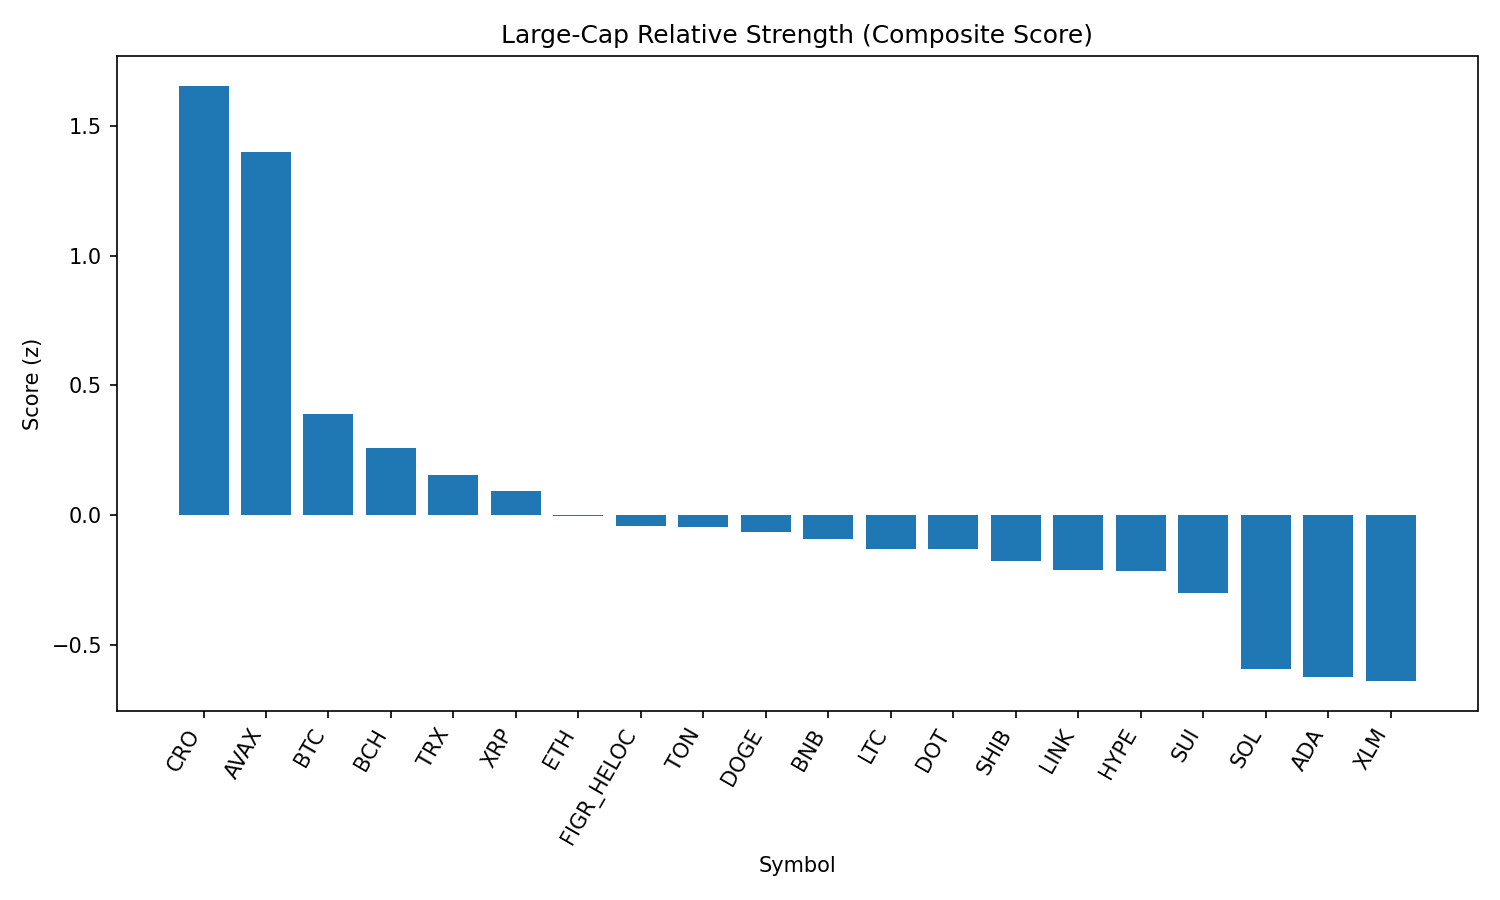 Large-Cap Relative Strength (Composite Score)
Score (z)
1.5
1.0
0.5
0.0
−0.5
CRO
AVAX
BTC
BCH
TRX
XRP
ETH
FIGR_HELOC
TON
DOGE
BNB
LTC
DOT
SHIB
LINK
HYPE
SUI
SOL
ADA
XLM
Symbol